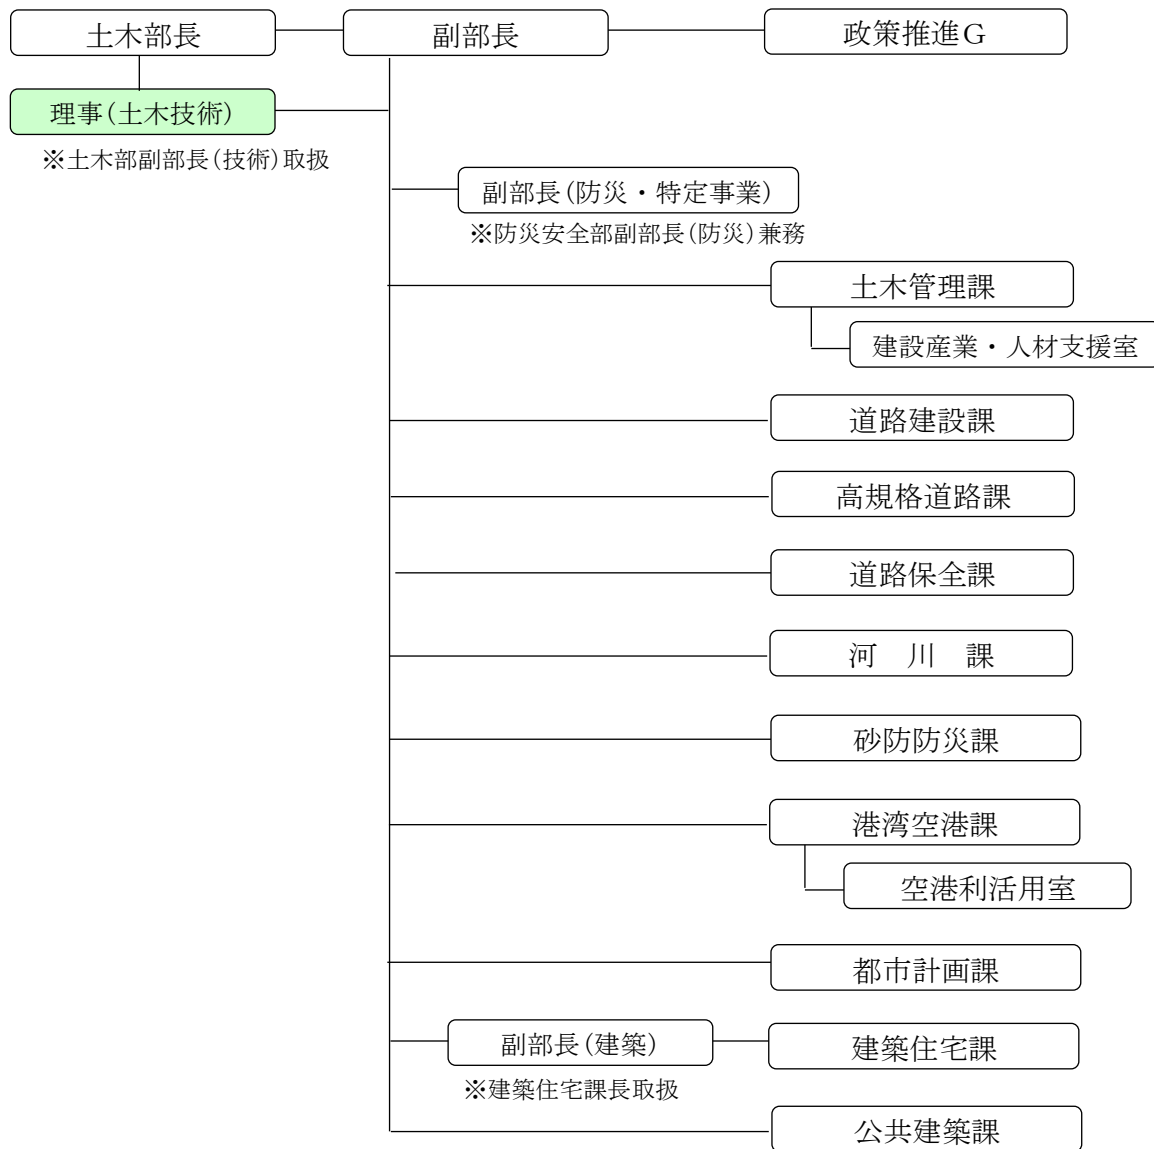 土木部長
副部長
政策推進G
理事(土木技術)
※土木部副部長(技術)取扱
副部長(防災・特定事業)
※防災安全部副部長(防災)兼務
土木管理課
建設産業・人材支援室
道路建設課
高規格道路課
道路保全課
河　川　課
砂防防災課
港湾空港課
空港利活用室
都市計画課
副部長(建築)
建築住宅課
※建築住宅課長取扱
公共建築課